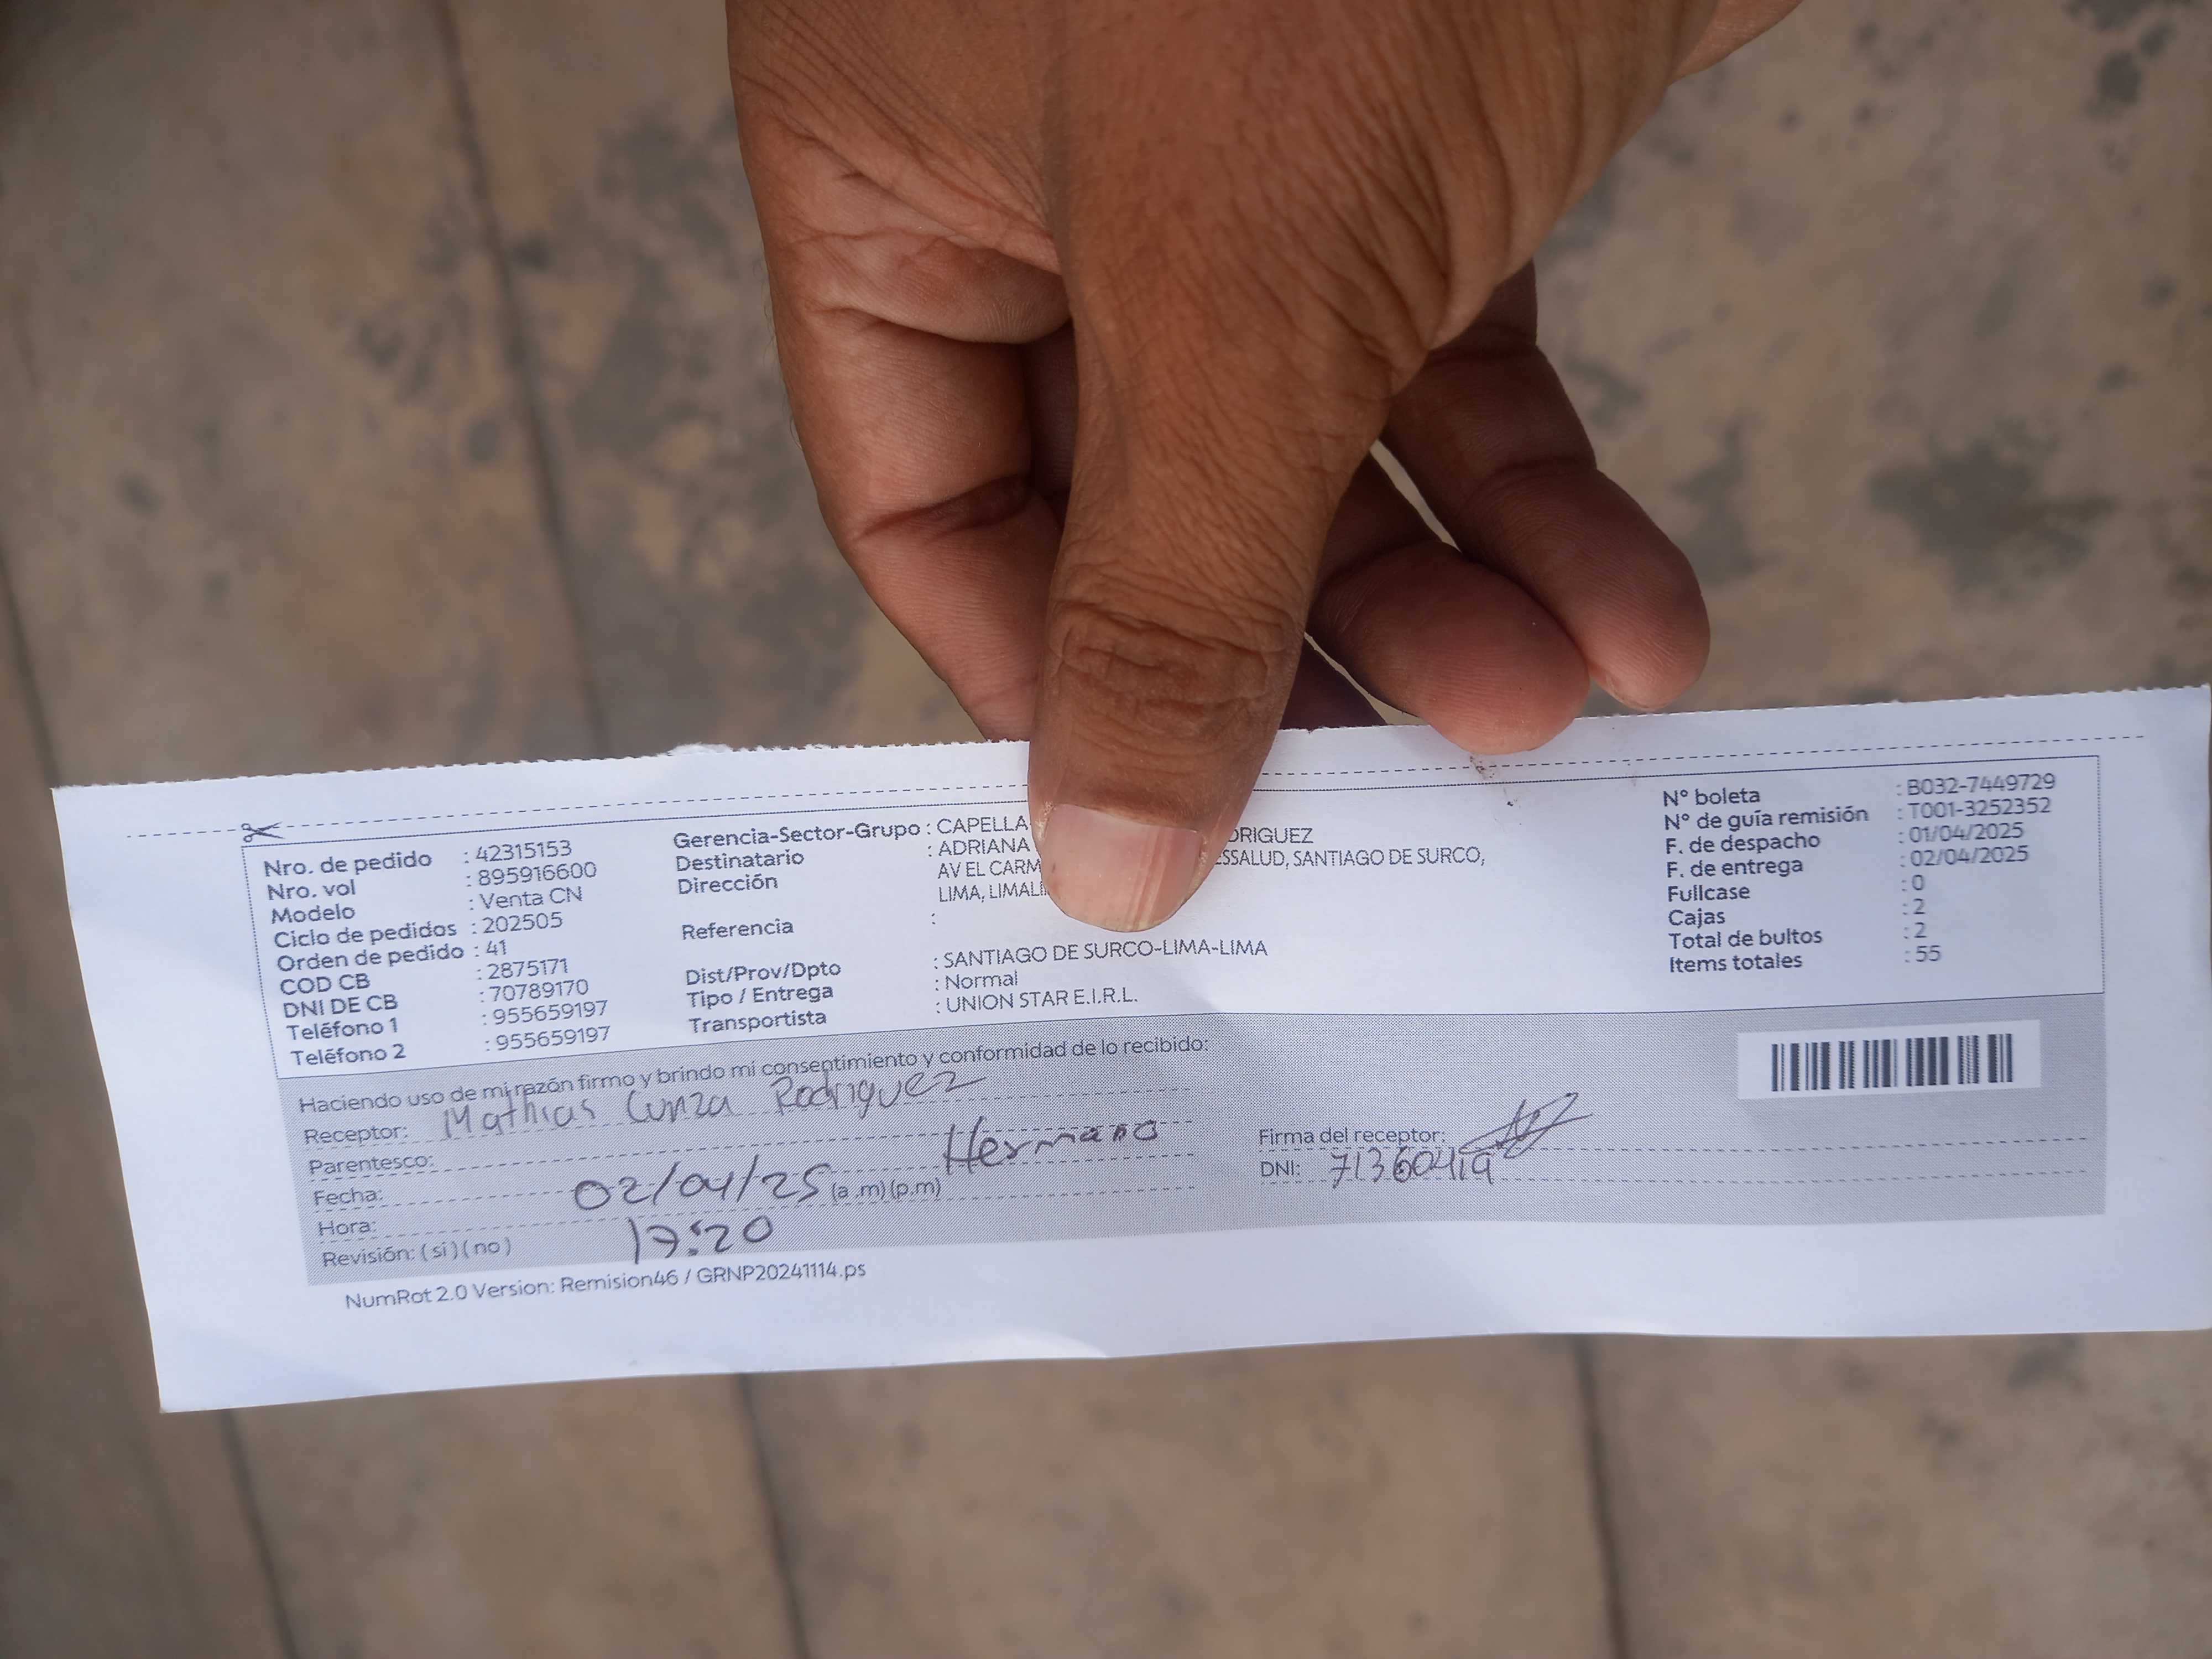 Nro. de pedido : 42315153
Nro. vol : 895916600
Modelo : Venta CN
Ciclo de pedidos : 202505
Orden de pedido : 41
COD CB : 2875171
DNI DE CB : 70789170
Teléfono 1 : 955659197
Teléfono 2 : 955659197
Gerencia-Sector-Grupo : CAPELLA
Destinatario : ADRIANA
Dirección AV EL CARM SSALUD, SANTIAGO DE SURCO,
LIMA, LIMA
Referencia :
Dist/Prov/Dpto : SANTIAGO DE SURCO-LIMA-LIMA
Tipo / Entrega : Normal
Transportista : UNION STAR E.I.R.L.
N° boleta : B032-7449729
N° de guía remisión : T001-3252352
F. de despacho : 01/04/2025
F. de entrega : 02/04/2025
Fullcase : 0
Cajas : 2
Total de bultos : 2
Items totales : 55
Haciendo uso de mi razón firmo y brindo mi consentimiento y conformidad de lo recibido:
Receptor: Mathias Cunza Rodriguez
Parentesco: Hermano
Fecha: 02/04/25 (a.m)(p.m)
Hora: 17:20
Revisión: (si)(no)
Firma del receptor:
DNI: 71360419
NumRot 2.0 Version: Remision46 / GRNP20241114.ps